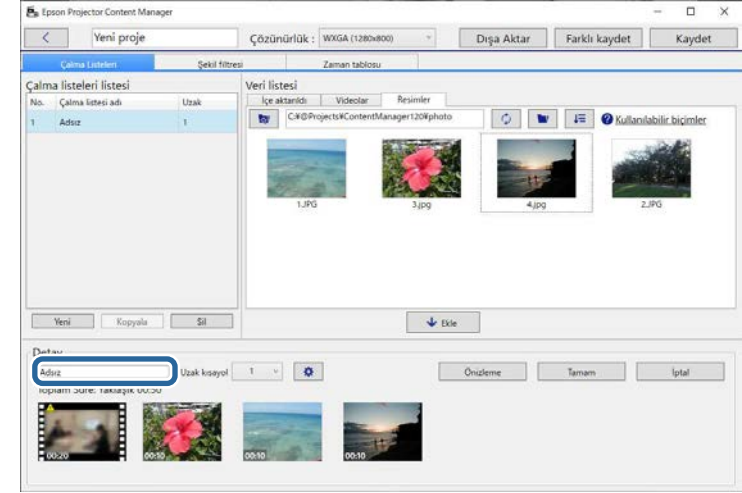 Epson Projector Content Manager
Yeni proje
Çözünürlük :
WXGA (1280x800)
Dışa Aktar
Farklı kaydet
Kaydet
Çalma Listeleri
Şekil filtresi
Zaman tablosu
Çalma listeleri listesi
No.
Çalma listesi adı
Uzak
1
Adsız
1
Yeni
Kopyala
Sil
Veri listesi
İçe aktarıldı
Videolar
Resimler
C:¥@Projects¥ContentManager120¥photo
Kullanılabilir biçimler
1.JPG
3.jpg
4.jpg
2.JPG
Ekle
Detay
Adsız
Uzak kısayol
1
Önizleme
Tamam
İptal
Toplam Süre: Yaklaşık 00:50
00:20
00:10
00:10
00:10